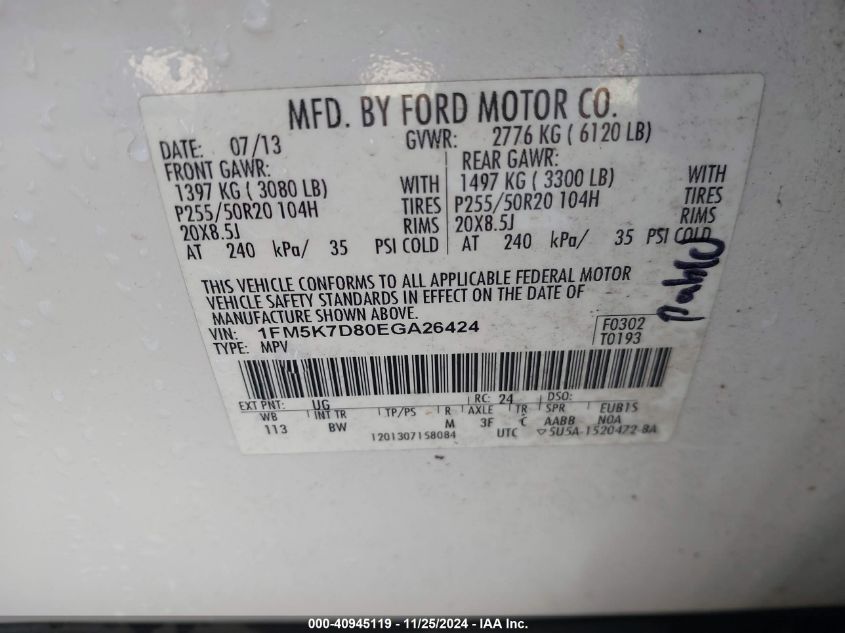 MFD. BY FORD MOTOR CO.
DATE: 07/13 GVWR: 2776 KG ( 6120 LB)
FRONT GAWR: REAR GAWR:
1397 KG ( 3080 LB) WITH 1497 KG ( 3300 LB) WITH
P255/50R20 104H TIRES P255/50R20 104H TIRES
20X8.5J RIMS 20X8.5J RIMS
AT 240 kPa/ 35 PSI COLD AT 240 kPa/ 35 PSI COLD
Pablo
THIS VEHICLE CONFORMS TO ALL APPLICABLE FEDERAL MOTOR
VEHICLE SAFETY STANDARDS IN EFFECT ON THE DATE OF
MANUFACTURE SHOWN ABOVE.
VIN: 1FM5K7D80EGA26424 F0302
TYPE: MPV T0193
EXT PNT: UG RC: 24 DSO:
WB INT TR TP/PS R AXLE TR SPR EUB15
113 BW M 3F C AABB NOA
1201307158084 UTC ▽5U5A-1520472-BA
000-40945119 - 11/25/2024 - IAA Inc.